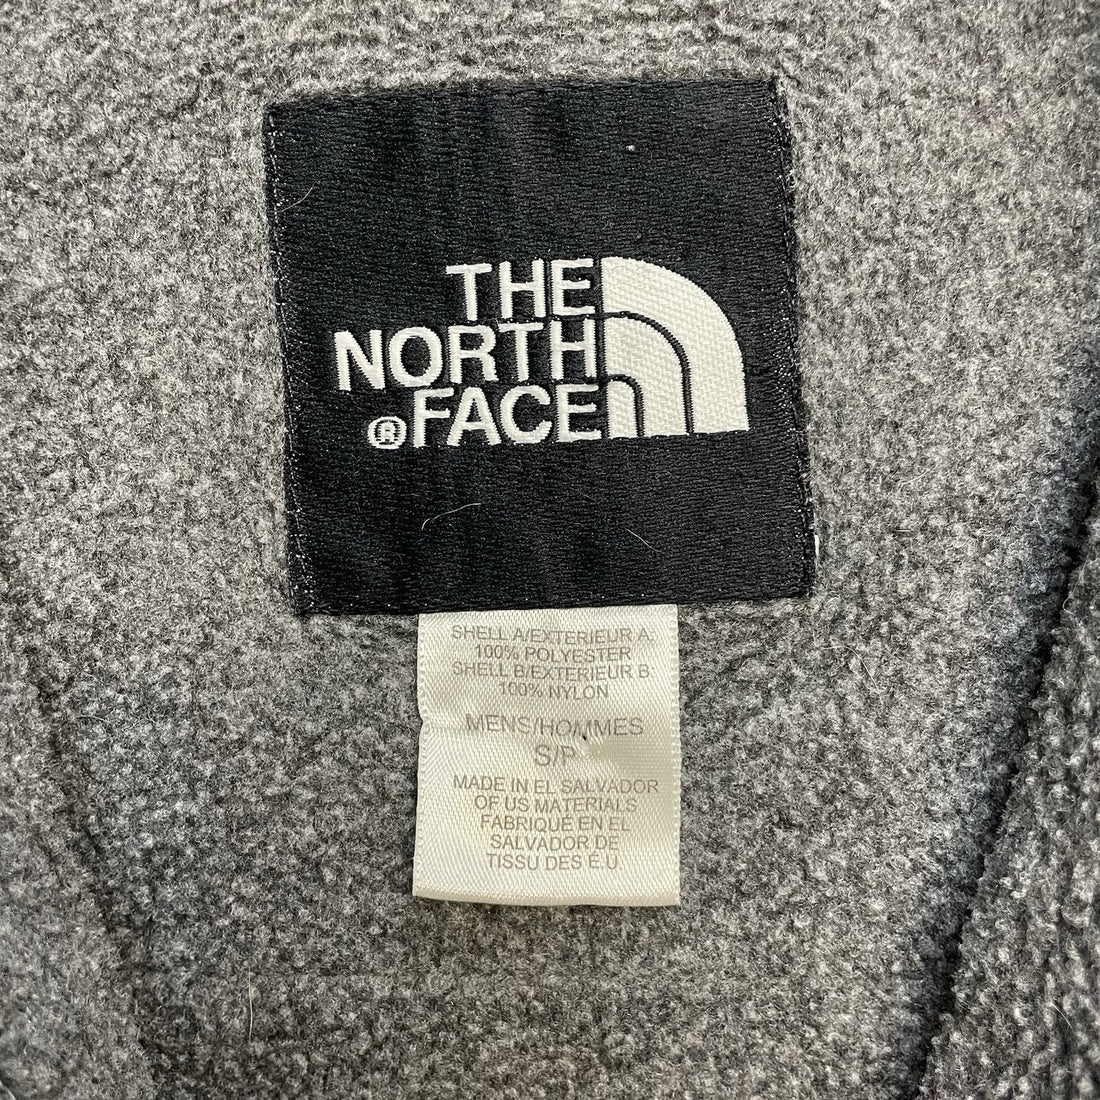 THE
NORTH
® FACE
SHELL A/EXTERIEUR A:
100% POLYESTER
SHELL B/EXTERIEUR B:
100% NYLON
MENS/HOMMES
S/P
MADE IN EL SALVADOR
OF US MATERIALS
FABRIQUÉ EN EL
SALVADOR DE
TISSU DES É.U.